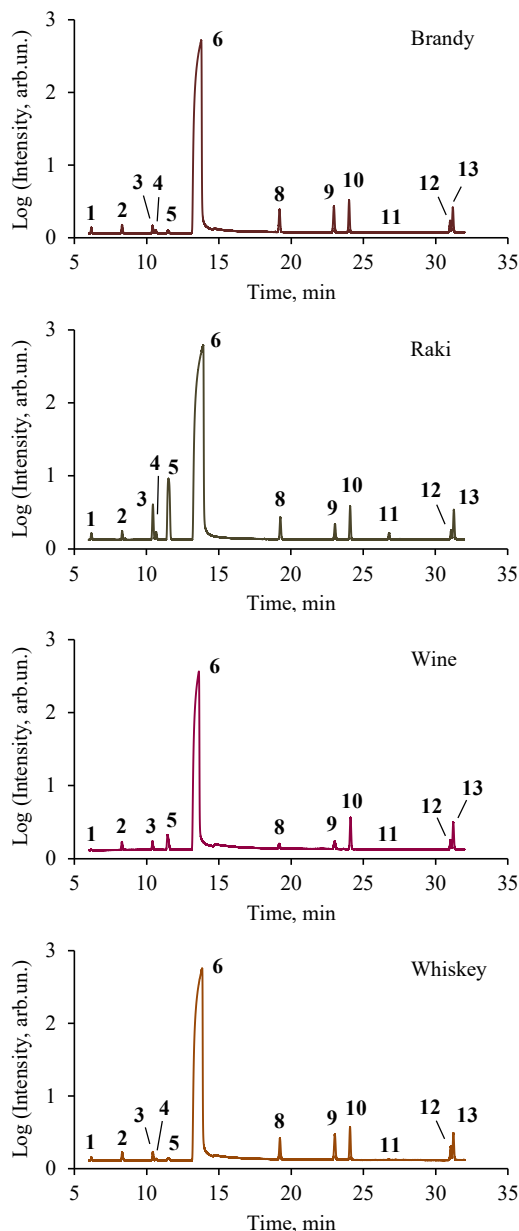 3
6
Brandy
2
Log (Intensity, arb.un.)
1
3 4
1 2 5 8 9 10 11 12 13
0
5 10 15 20 25 30 35
Time, min
3
6
Raki
2
Log (Intensity, arb.un.)
1
4
3 5
1 2 8 9 10 11 12 13
0
5 10 15 20 25 30 35
Time, min
3
6
Wine
2
Log (Intensity, arb.un.)
1
1 2 3 5 8 9 10 11 12 13
0
5 10 15 20 25 30 35
Time, min
3
6
Whiskey
2
Log (Intensity, arb.un.)
1
3 4
1 2 5 8 9 10 11 12 13
0
5 10 15 20 25 30 35
Time, min